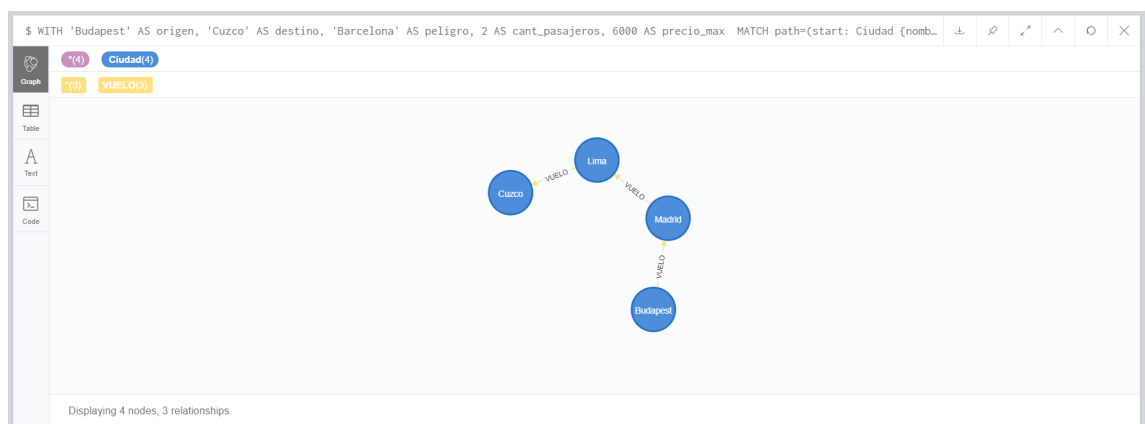 $ WITH 'Budapest' AS origen, 'Cuzco' AS destino, 'Barcelona' AS peligro, 2 AS cant_pasajeros, 6000 AS precio_max  MATCH path=(start: Ciudad {nomb…
*(4) Ciudad(4)
*(3) VUELO(3)
Graph
Table
Text
Code
Lima
VUELO
Cuzco
VUELO
Madrid
VUELO
Budapest
Displaying 4 nodes, 3 relationships.